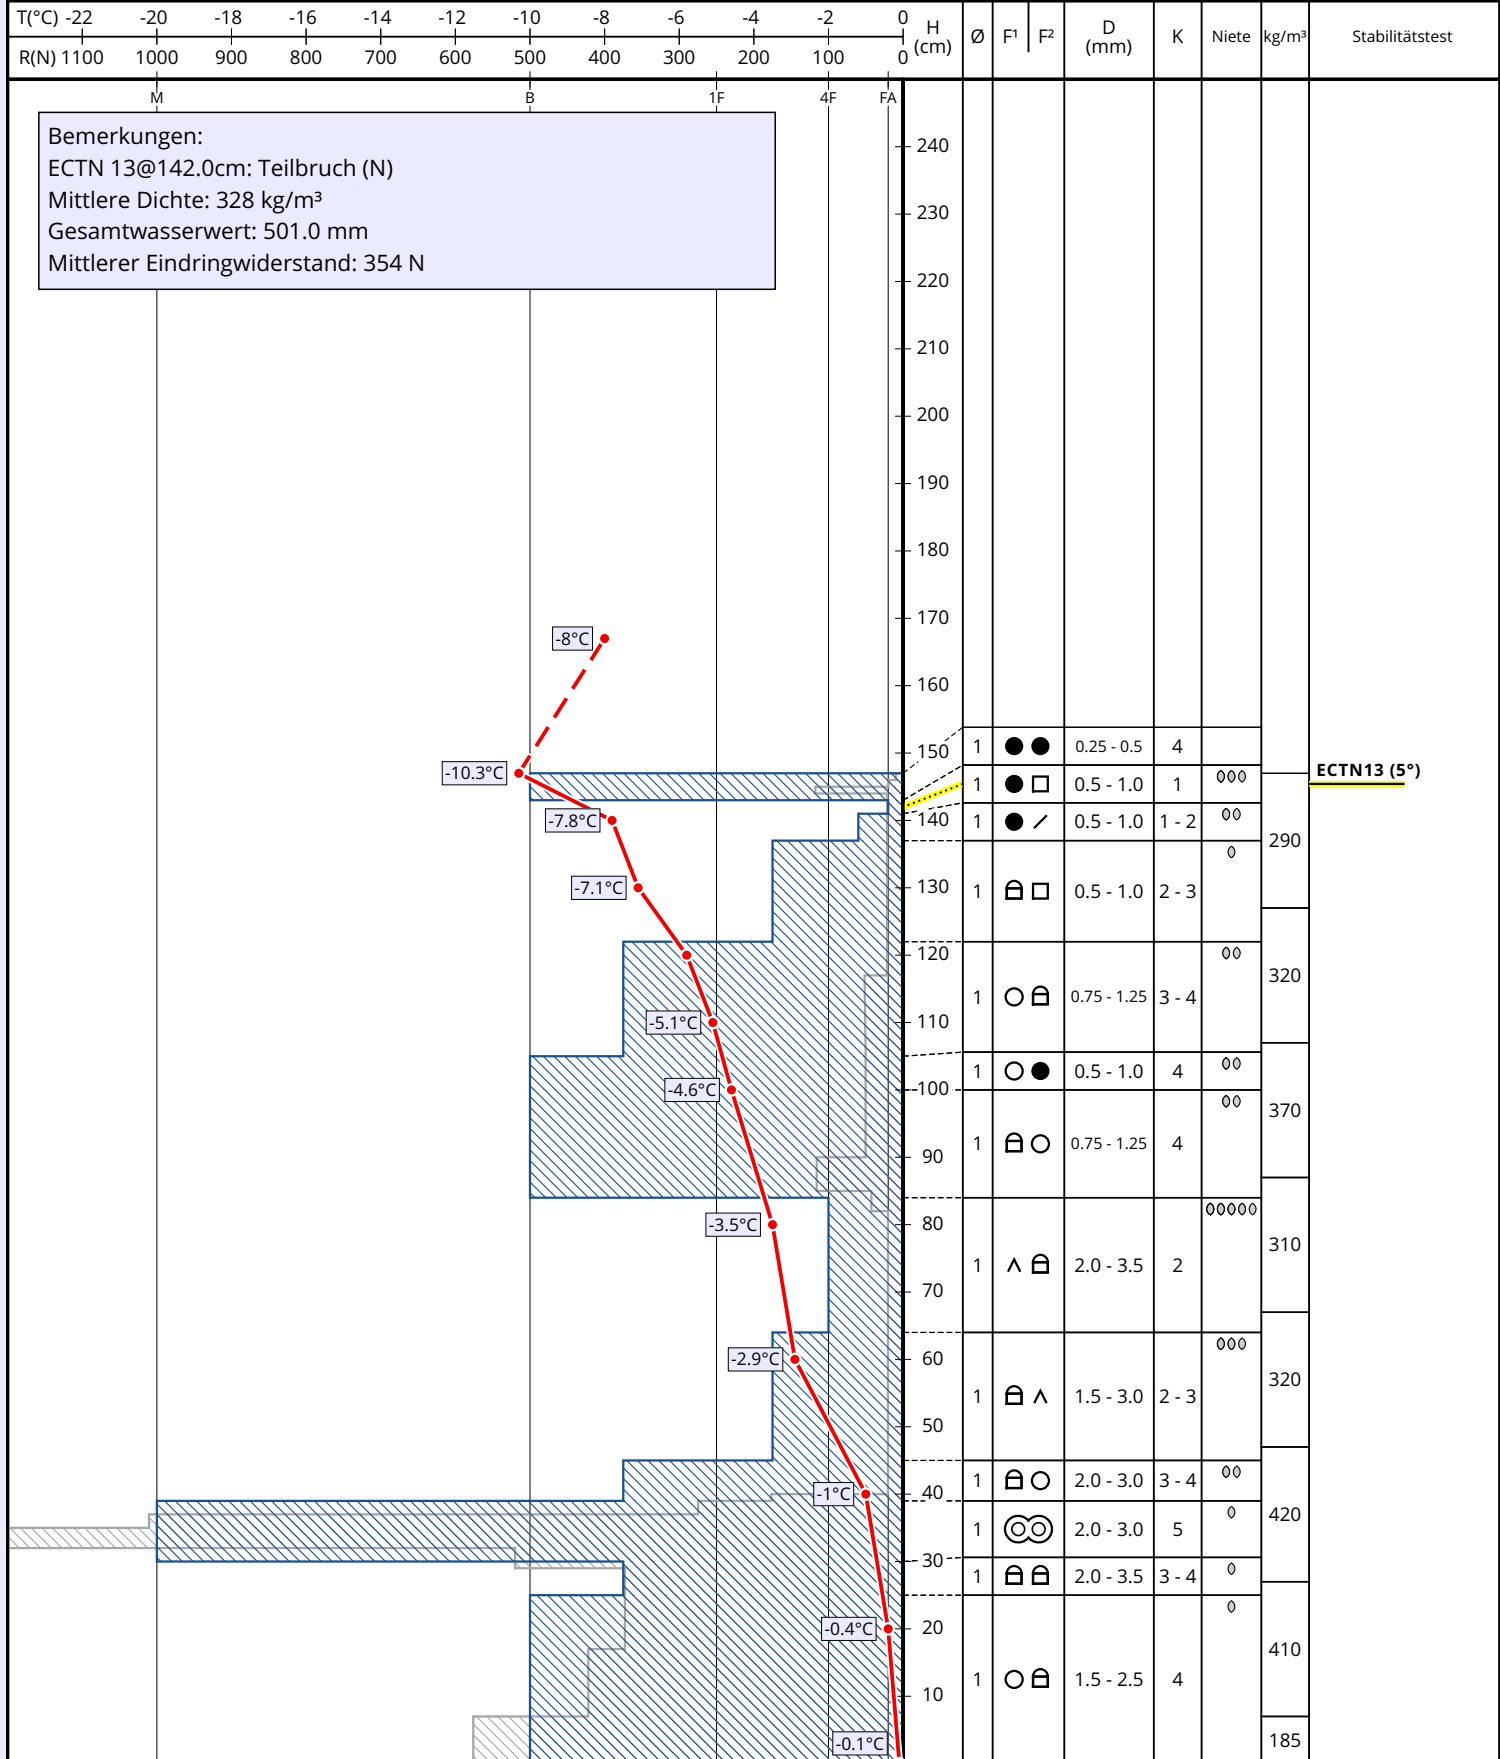 T(°C) -22 -20 -18 -16 -14 -12 -10 -8 -6 -4 -2 0
R(N) 1100 1000 900 800 700 600 500 400 300 200 100 0
H (cm) Ø F¹ F² D (mm) K Niete kg/m³ Stabilitätstest
M B 1F 4F FA
Bemerkungen:
ECTN 13@142.0cm: Teilbruch (N)
Mittlere Dichte: 328 kg/m³
Gesamtwasserwert: 501.0 mm
Mittlerer Eindringwiderstand: 354 N
240
230
220
210
200
190
180
170
-8°C
160
150 1 0.25 - 0.5 4
-10.3°C ECTN13 (5°)
1 0.5 - 1.0 1
-7.8°C 140 1 0.5 - 1.0 1 - 2
290
-7.1°C 130 1 0.5 - 1.0 2 - 3
120
320
1 0.75 - 1.25 3 - 4
-5.1°C 110
1 0.5 - 1.0 4
-4.6°C 100
370
90 1 0.75 - 1.25 4
-3.5°C 80
310
1 2.0 - 3.5 2
70
-2.9°C 60
320
1 1.5 - 3.0 2 - 3
50
1 2.0 - 3.0 3 - 4
-1°C 40
420
1 2.0 - 3.0 5
30
1 2.0 - 3.5 3 - 4
-0.4°C 20
410
1 1.5 - 2.5 4
10
-0.1°C 185